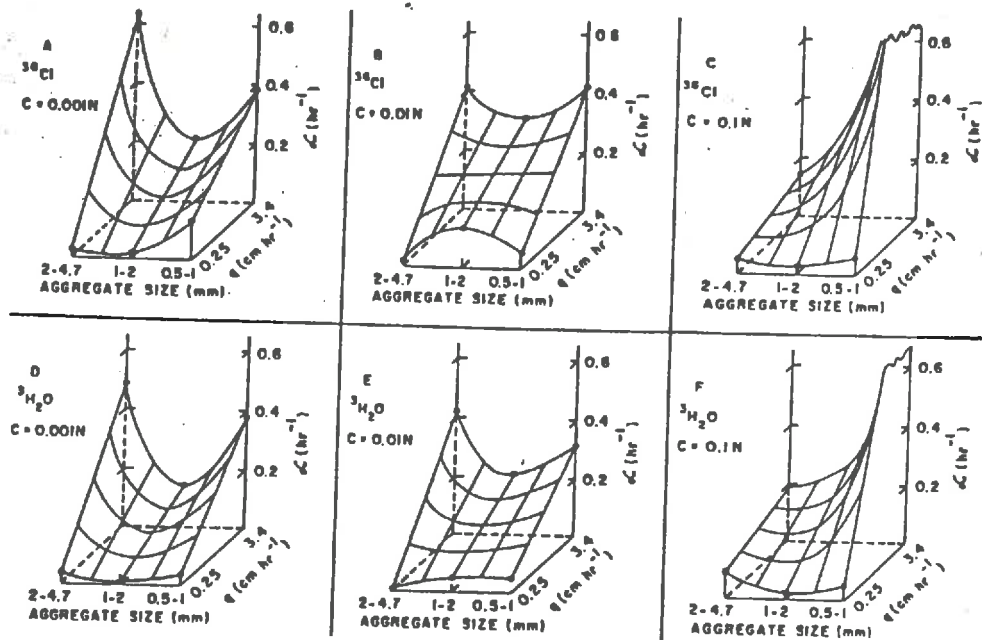 A
³⁶Cl
C = 0.001N
0.6
0.4
0.2
α (hr⁻¹)
3.4
0.25
q (cm hr⁻¹)
2-4.7 1-2 0.5-1
AGGREGATE SIZE (mm)
B
³⁶Cl
C = 0.01N
0.6
0.4
0.2
α (hr⁻¹)
3.4
0.25
q (cm hr⁻¹)
2-4.7 1-2 0.5-1
AGGREGATE SIZE (mm)
C
³⁶Cl
C = 0.1N
0.6
0.4
0.2
α (hr⁻¹)
3.4
0.25
q (cm hr⁻¹)
2-4.7 1-2 0.5-1
AGGREGATE SIZE (mm)
D
³H₂O
C = 0.001N
0.6
0.4
0.2
α (hr⁻¹)
3.4
0.25
q (cm hr⁻¹)
2-4.7 1-2 0.5-1
AGGREGATE SIZE (mm)
E
³H₂O
C = 0.01N
0.6
0.4
0.2
α (hr⁻¹)
3.4
0.25
q (cm hr⁻¹)
2-4.7 1-2 0.5-1
AGGREGATE SIZE (mm)
F
³H₂O
C = 0.1N
0.6
0.4
0.2
α (hr⁻¹)
3.4
0.25
q (cm hr⁻¹)
2-4.7 1-2 0.5-1
AGGREGATE SIZE (mm)